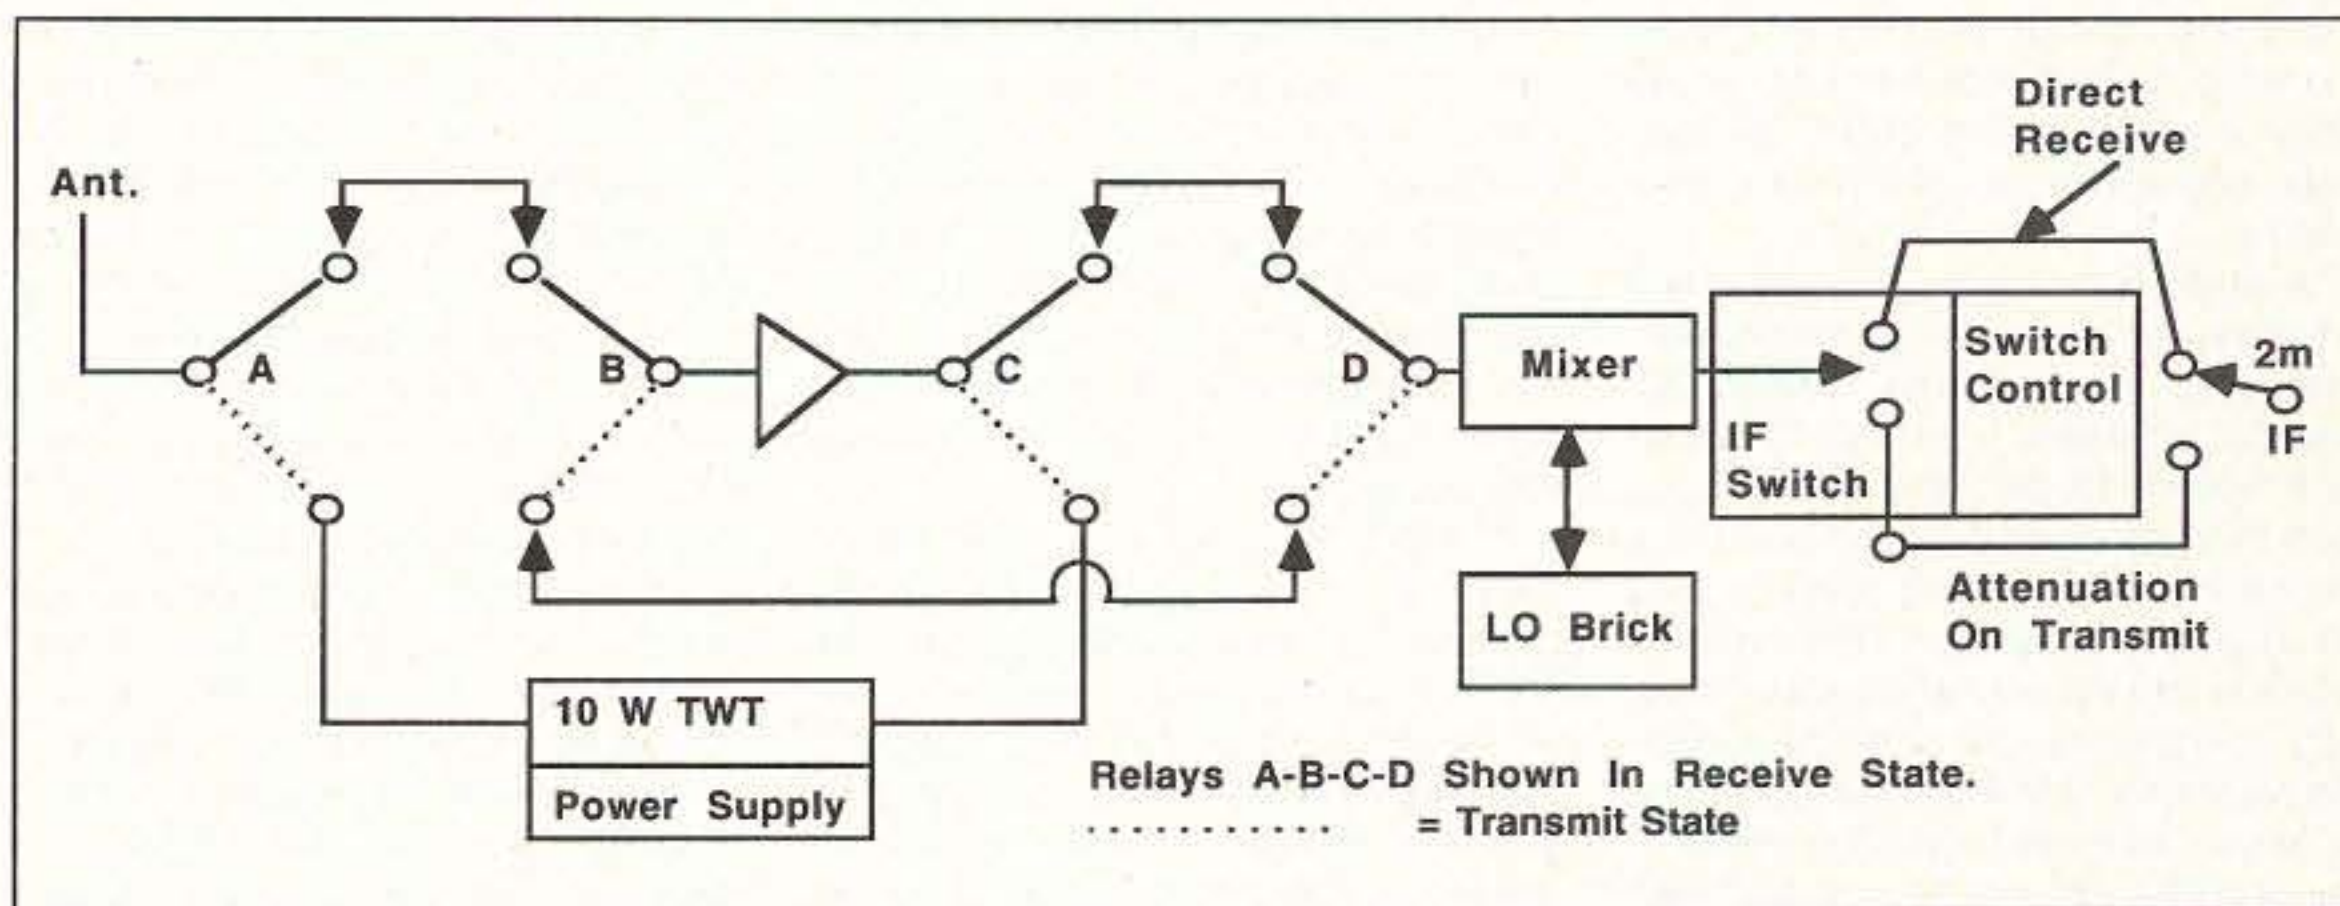 Direct
Receive
Ant.
A
B
C
D
Mixer
Switch
Control
2m
IF
IF
Switch
LO Brick
Attenuation
On Transmit
10 W TWT
Power Supply
Relays A-B-C-D Shown In Receive State.
= Transmit State